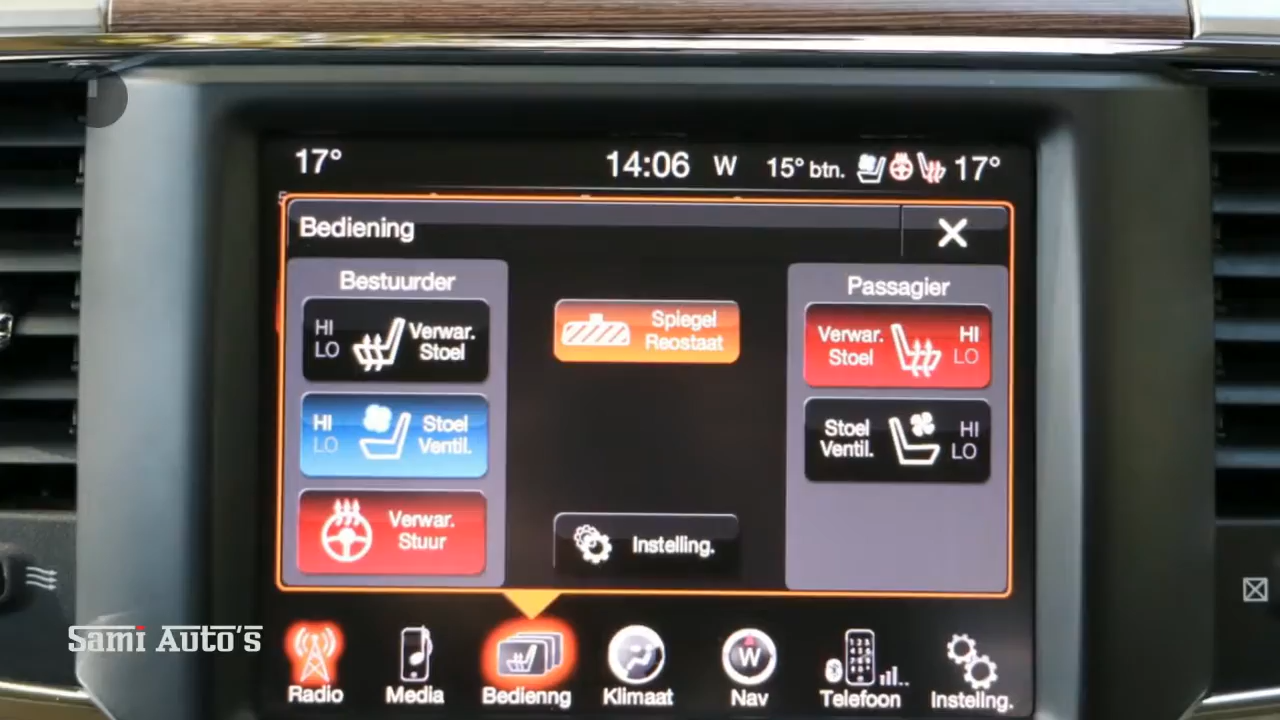 17°
14:06 W 15° btn. 17°
Bediening
Bestuurder
HI
LO
Verwar.
Stoel
HI
LO
Stoel
Ventil.
Verwar.
Stuur
Spiegel
Reostaat
Instelling.
Passagier
Verwar.
Stoel
HI
LO
Stoel
Ventil.
HI
LO
Sami Auto's
Radio
Media
Bedienng
Klimaat
W
Nav
Telefoon
Insteling.